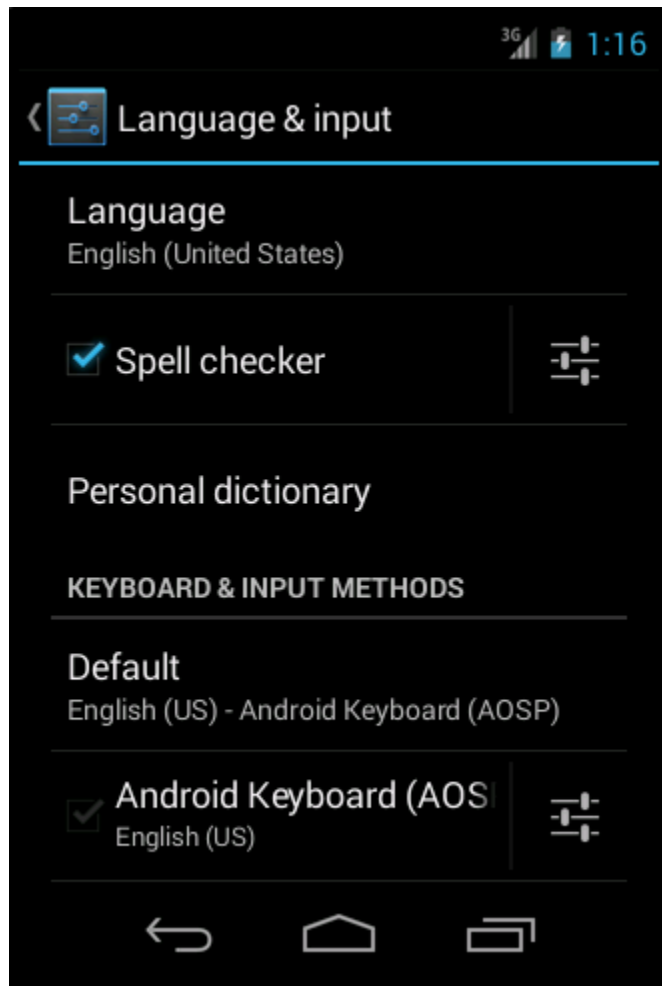 3G 1:16
Language & input
Language
English (United States)
Spell checker
Personal dictionary
KEYBOARD & INPUT METHODS
Default
English (US) - Android Keyboard (AOSP)
Android Keyboard (AOS
English (US)